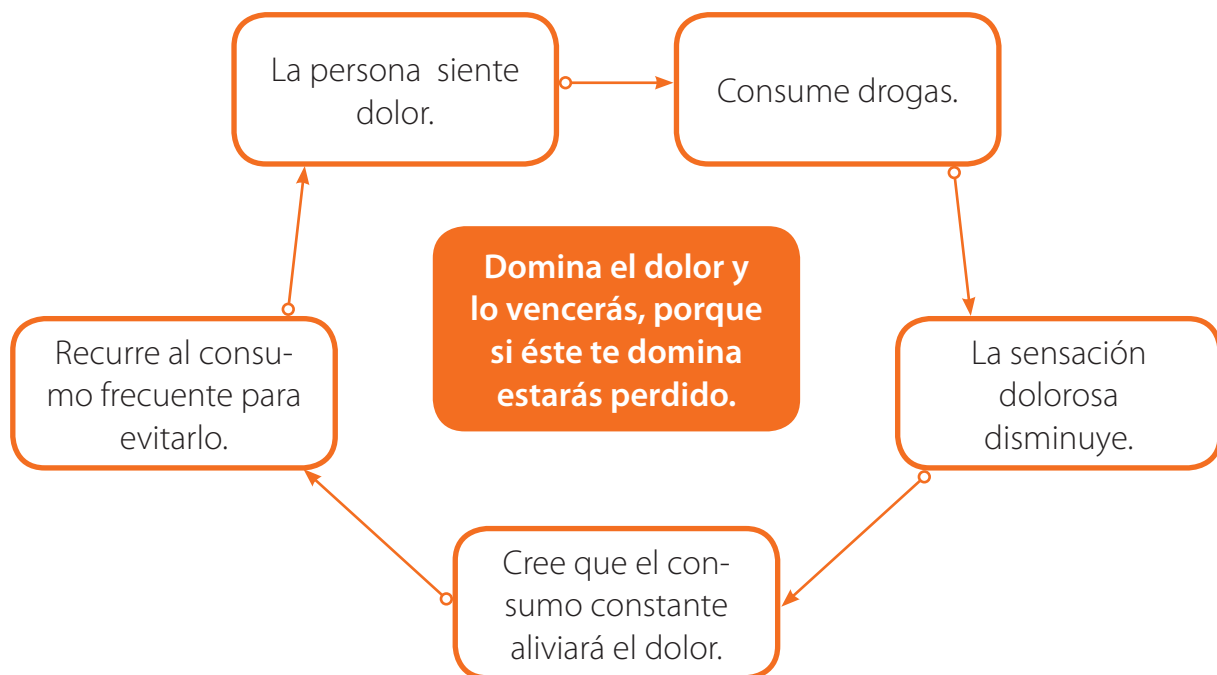 La persona siente
dolor.
Consume drogas.
Domina el dolor y
lo vencerás, porque
si éste te domina
estarás perdido.
Recurre al consu-
mo frecuente para
evitarlo.
La sensación
dolorosa
disminuye.
Cree que el con-
sumo constante
aliviará el dolor.